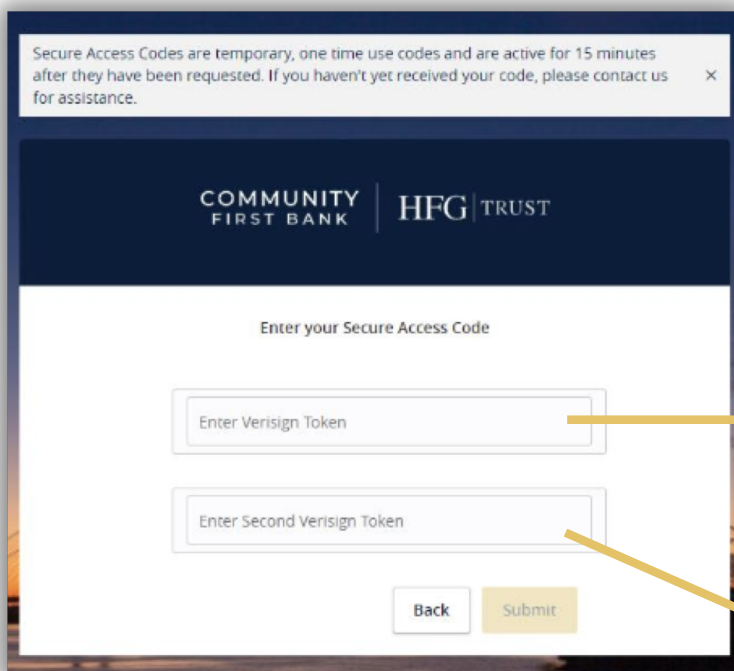 Secure Access Codes are temporary, one time use codes and are active for 15 minutes
after they have been requested. If you haven't yet received your code, please contact us
for assistance.
×
COMMUNITY
FIRST BANK
HFG | TRUST
Enter your Secure Access Code
Enter Verisign Token
Enter Second Verisign Token
Back
Submit